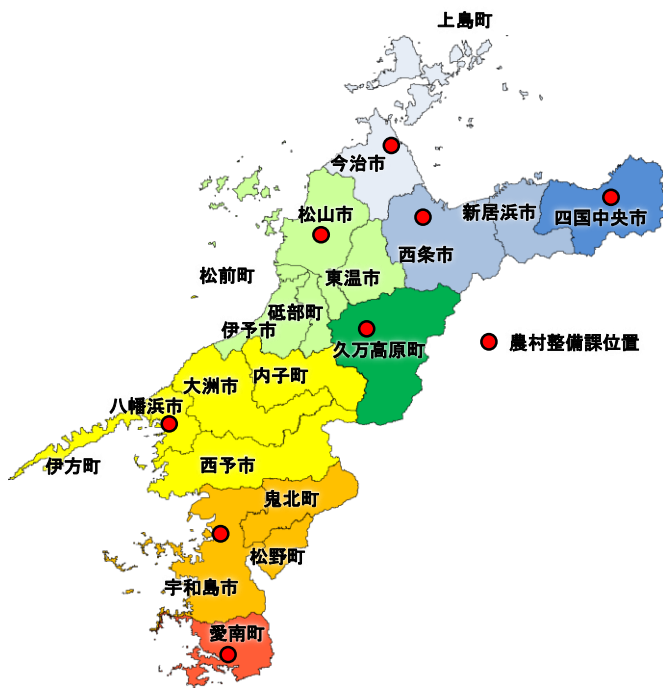 上島町
今治市
松山市
新居浜市
四国中央市
西条市
松前町
東温市
砥部町
伊予市
久万高原町
農村整備課位置
大洲市
内子町
八幡浜市
伊方町
西予市
鬼北町
松野町
宇和島市
愛南町